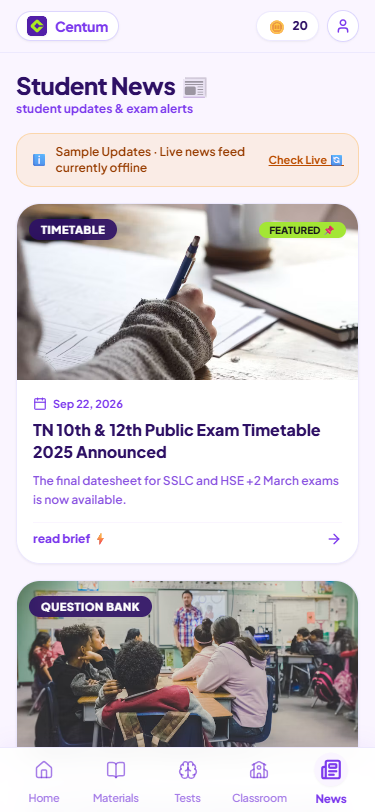 Centum
20
Student News
student updates & exam alerts
Sample Updates · Live news feed
currently offline
Check Live
TIMETABLE
FEATURED
Sep 22, 2026
TN 10th & 12th Public Exam Timetable
2025 Announced
The final datesheet for SSLC and HSE +2 March exams
is now available.
read brief
QUESTION BANK
Home
Materials
Tests
Classroom
News